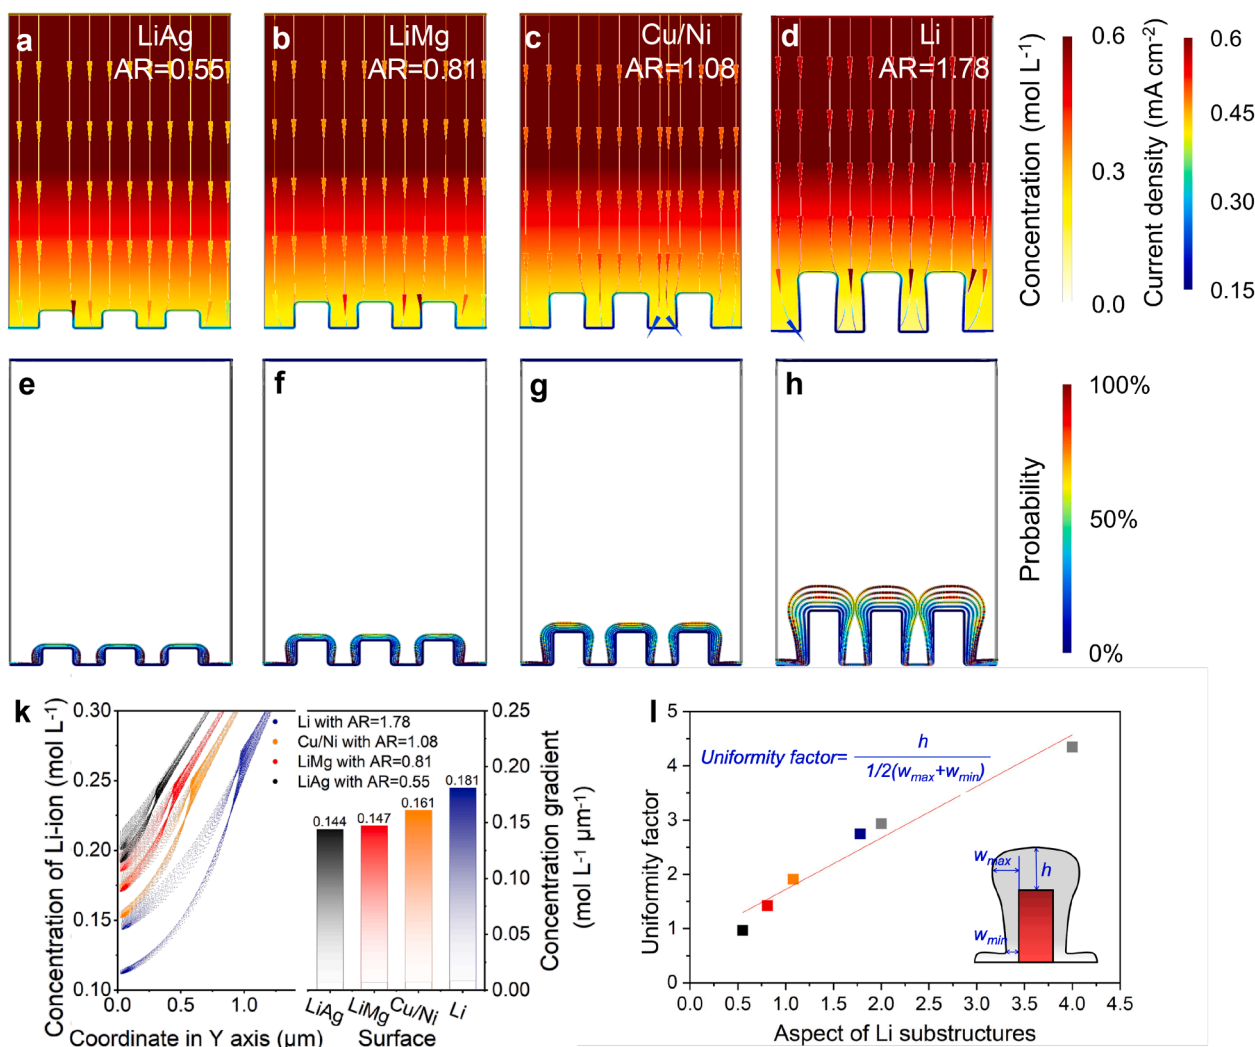 a
LiAg
AR=0.55
b
LiMg
AR=0.81
c
Cu/Ni
AR=1.08
d
Li
AR=1.78
Concentration (mol L-1)
0.6
0.3
0.0
Current density (mA cm-2)
0.6
0.45
0.30
0.15
e
f
g
h
Probability
100%
50%
0%
k
Concentration of Li-ion (mol L-1)
0.30
0.25
0.20
0.15
0.10
0.0
0.5
1.0
Coordinate in Y axis (μm)
Li with AR=1.78
Cu/Ni with AR=1.08
LiMg with AR=0.81
LiAg with AR=0.55
0.144
0.147
0.161
0.181
LiAg
LiMg
Cu/Ni
Li
Surface
0.25
0.20
0.15
0.10
0.05
0.00
Concentration gradient
(mol L-1 μm-1)
l
Uniformity factor
5
4
3
2
1
0
Uniformity factor= h
1/2(wmax+wmin)
wmax
h
wmin
0.0
0.5
1.0
1.5
2.0
2.5
3.0
3.5
4.0
4.5
Aspect of Li substructures